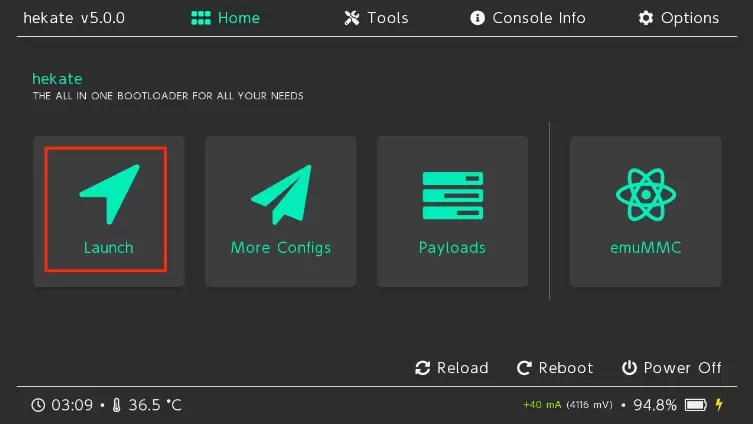 hekate v5.0.0 Home Tools Console Info Options
hekate
THE ALL IN ONE BOOTLOADER FOR ALL YOUR NEEDS
Launch More Configs Payloads emuMMC
Reload Reboot Power Off
03:09 • 36.5 °C +40 mA (4116 mV) • 94.8%